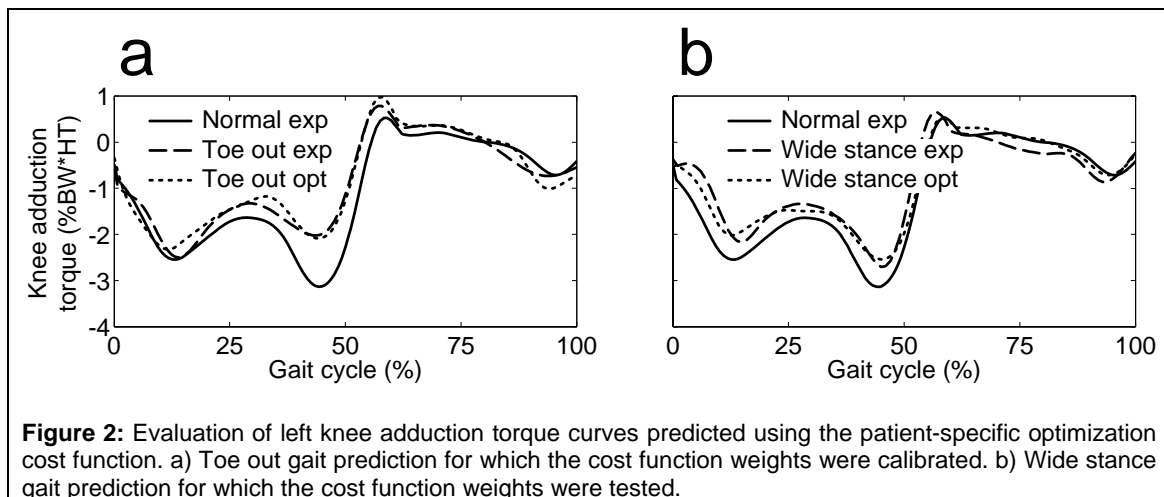 a
b
Knee adduction
torque (%BW*HT)
1
0
-1
-2
-3
-4
Normal exp
Toe out exp
Toe out opt
0
25
50
75
100
Gait cycle (%)
Normal exp
Wide stance exp
Wide stance opt
0
25
50
75
100
Gait cycle (%)
Figure 2: Evaluation of left knee adduction torque curves predicted using the patient-specific optimization
cost function. a) Toe out gait prediction for which the cost function weights were calibrated. b) Wide stance
gait prediction for which the cost function weights were tested.